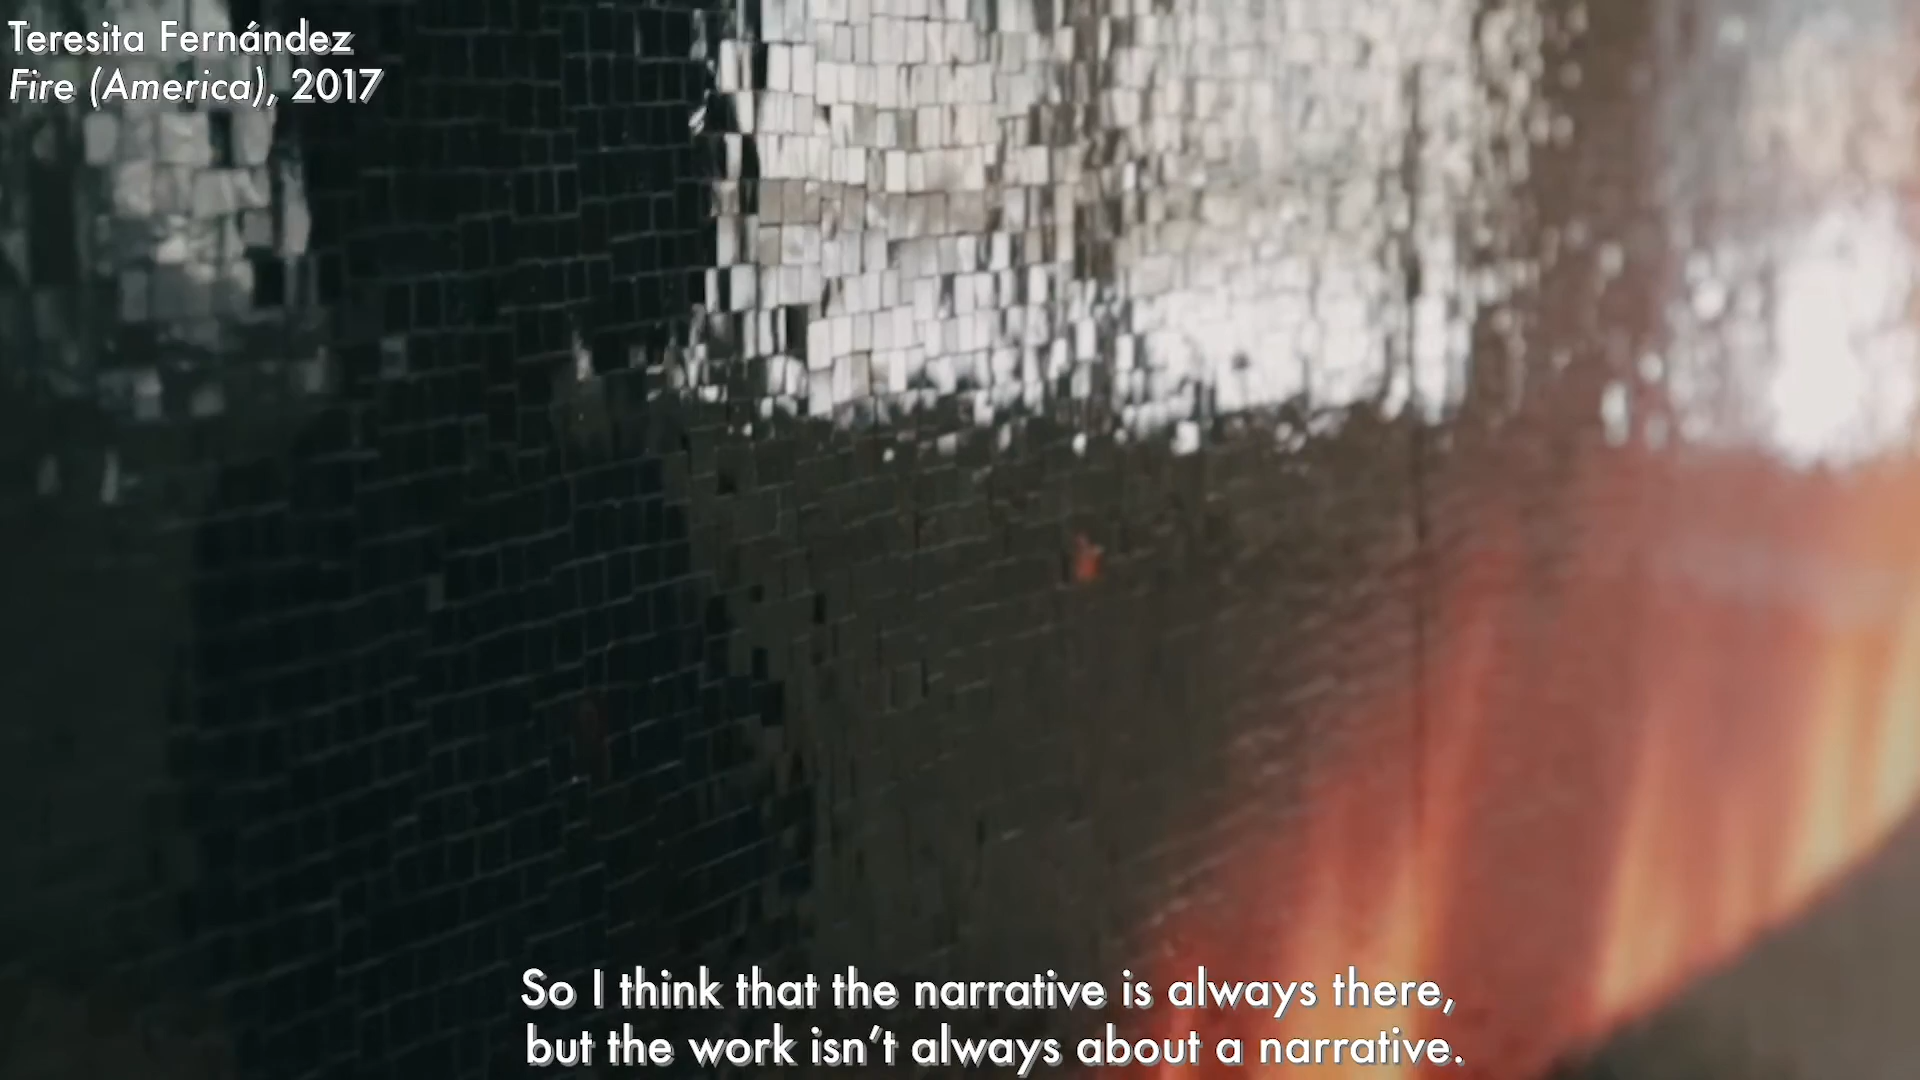 Teresita Fernández
Fire (America), 2017
So I think that the narrative is always there,
but the work isn't always about a narrative.